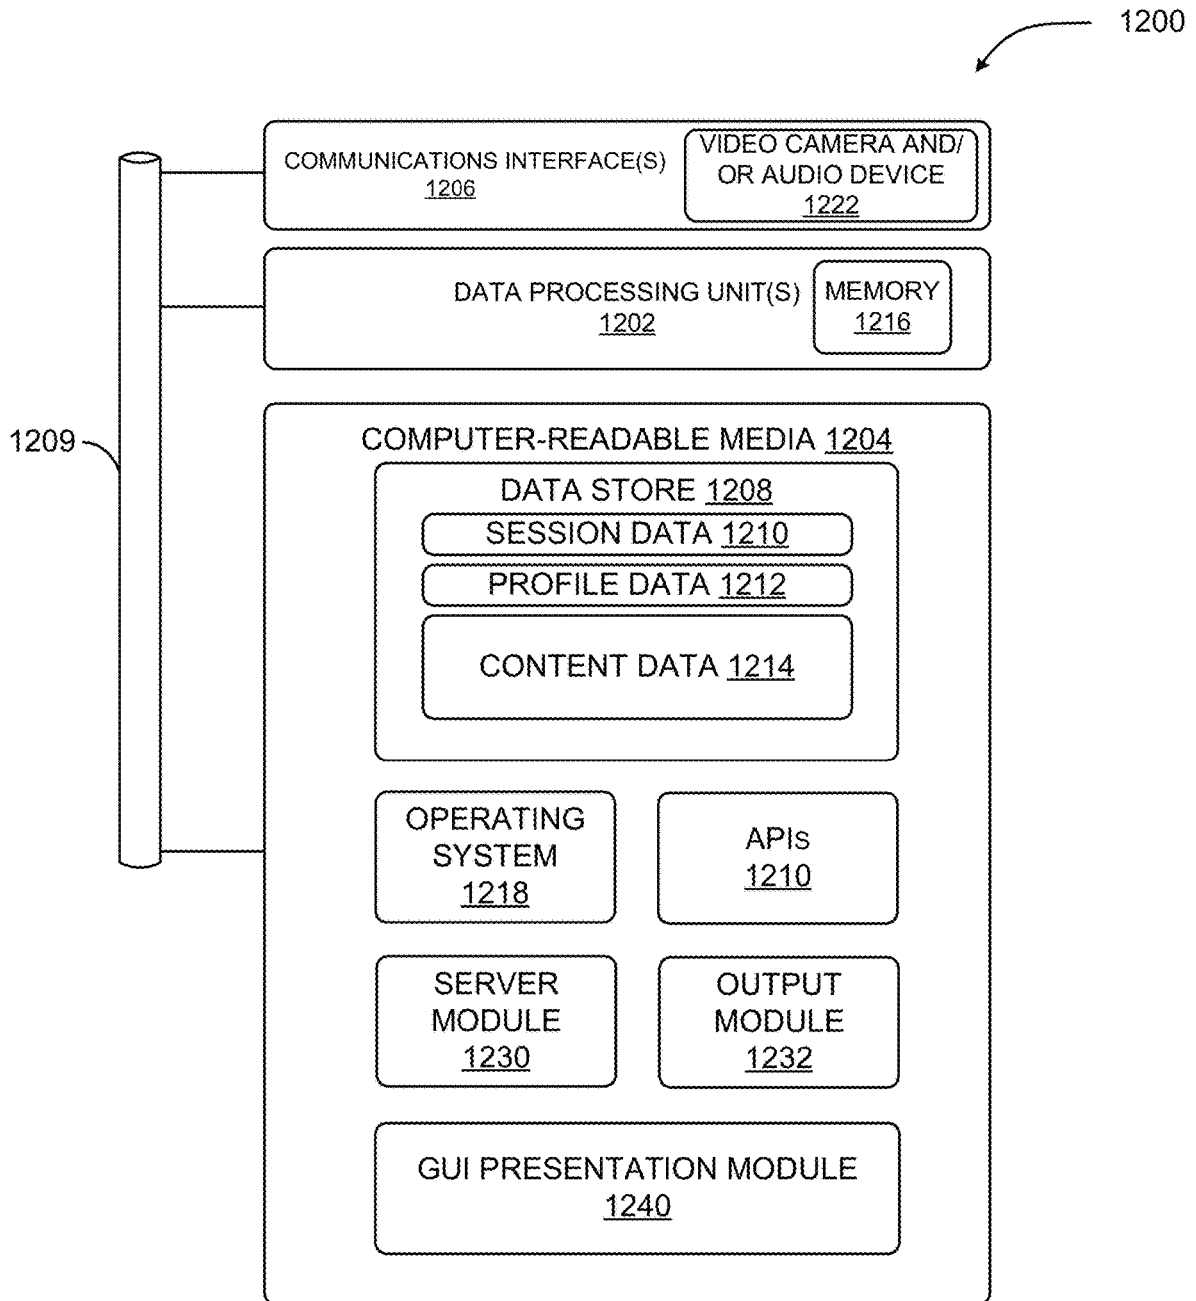 1200
COMMUNICATIONS INTERFACE(S)
1206
VIDEO CAMERA AND/
OR AUDIO DEVICE
1222
DATA PROCESSING UNIT(S)
1202
MEMORY
1216
1209
COMPUTER-READABLE MEDIA 1204
DATA STORE 1208
SESSION DATA 1210
PROFILE DATA 1212
CONTENT DATA 1214
OPERATING
SYSTEM
1218
APIs
1210
SERVER
MODULE
1230
OUTPUT
MODULE
1232
GUI PRESENTATION MODULE
1240